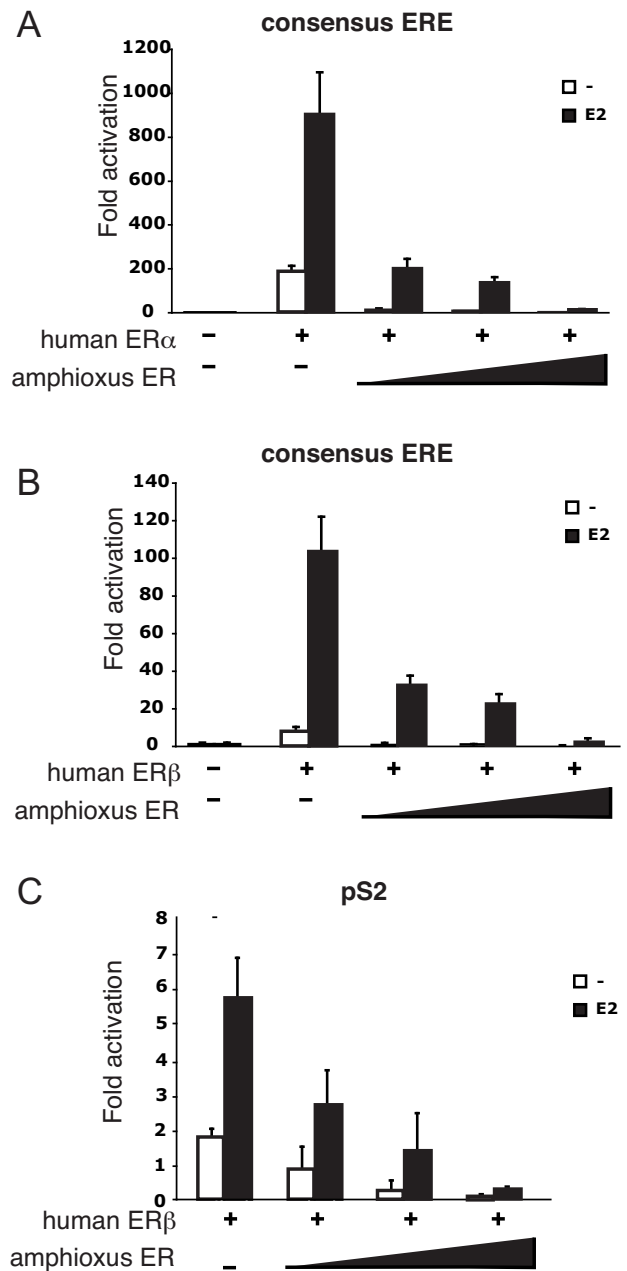 A
consensus ERE
1200
1000
800
600
400
200
0
Fold activation
-
E2
human ERα − + + + +
amphioxus ER − −
B
consensus ERE
140
120
100
80
60
40
20
0
Fold activation
-
E2
human ERβ − + + + +
amphioxus ER − −
C
pS2
8
7
6
5
4
3
2
1
0
Fold activation
-
-
E2
human ERβ + + + +
amphioxus ER −